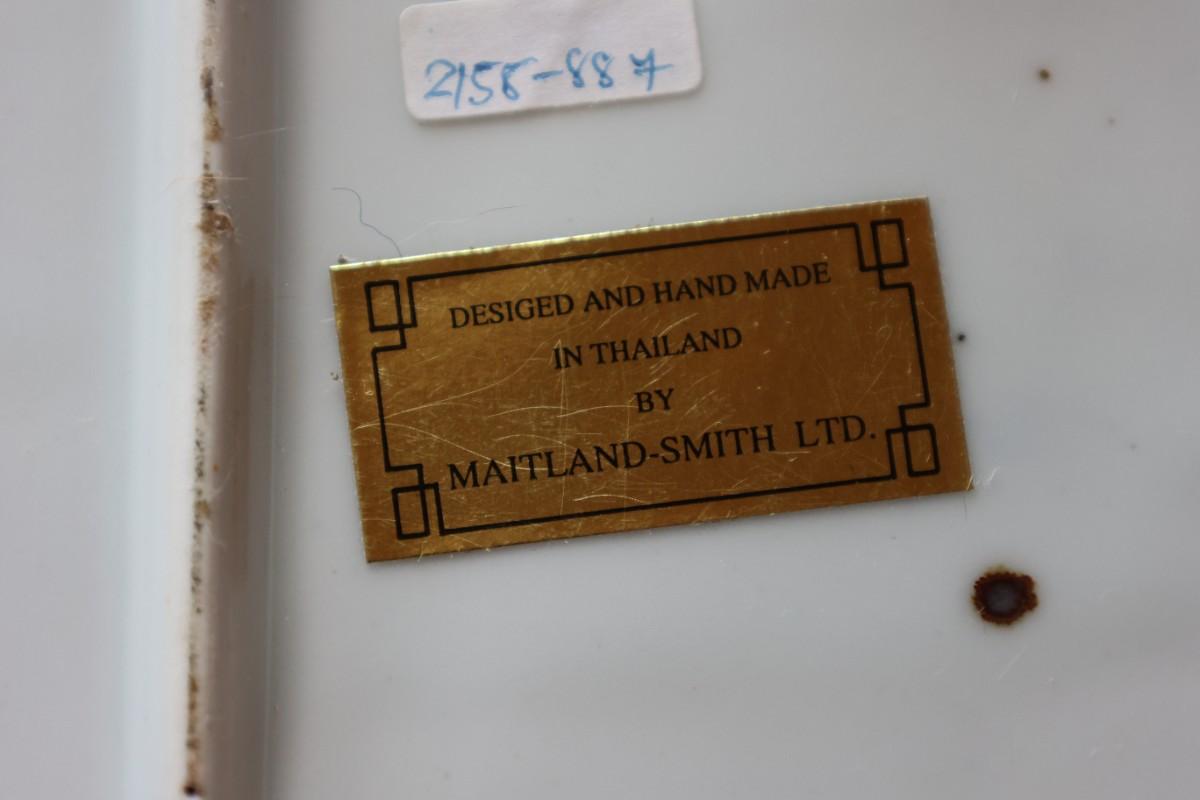 2158-887
DESIGED AND HAND MADE
IN THAILAND
BY
MAITLAND-SMITH LTD.